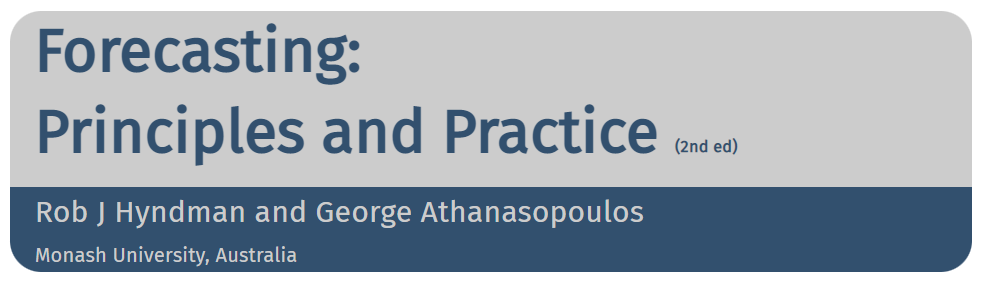 Forecasting:
Principles and Practice (2nd ed)
Rob J Hyndman and George Athanasopoulos
Monash University, Australia